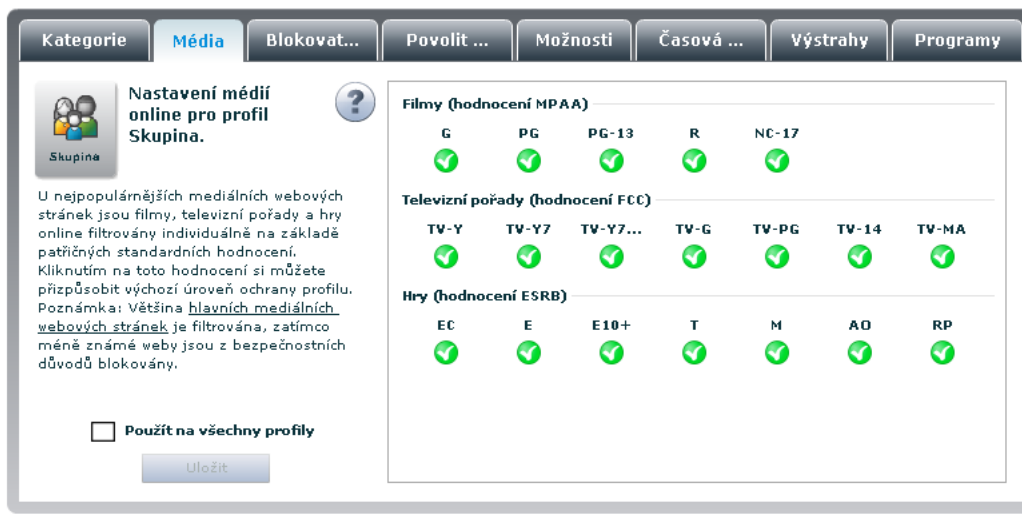 Kategorie Média Blokovat... Povolit ... Možnosti Časová ... Výstrahy Programy
Nastavení médií
online pro profil
Skupina.
?
Skupina
U nejpopulárnějších mediálních webových
stránek jsou filmy, televizní pořady a hry
online filtrovány individuálně na základě
patřičných standardních hodnocení.
Kliknutím na toto hodnocení si můžete
přizpůsobit výchozí úroveň ochrany profilu.
Poznámka: Většina hlavních mediálních
webových stránek je filtrována, zatímco
méně známé weby jsou z bezpečnostních
důvodů blokovány.
Použít na všechny profily
Uložit
Filmy (hodnocení MPAA)
G PG PG-13 R NC-17
Televizní pořady (hodnocení FCC)
TV-Y TV-Y7 TV-Y7... TV-G TV-PG TV-14 TV-MA
Hry (hodnocení ESRB)
EC E E10+ T M AO RP